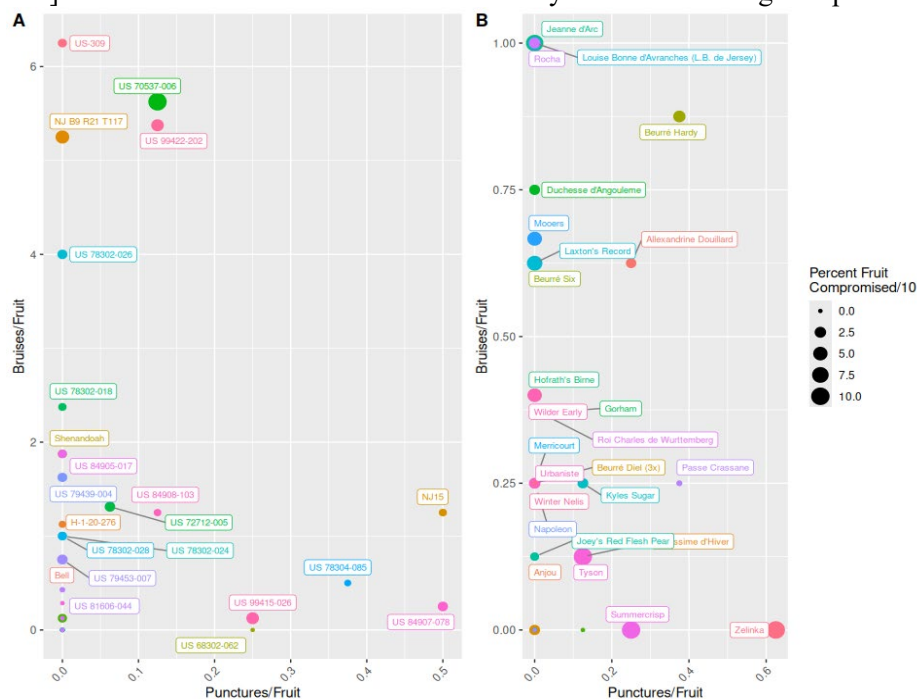 A
B
US-309
US 70537-006
NJ B9 R21 T117
US 99422-202
US 78302-026
US 78302-018
Shenandoah
US 84905-017
US 79439-004
US 84908-103
NJ15
H-1-20-276
US 72712-005
US 78302-028
US 78302-024
Bell
US 79453-007
US 78304-085
US 81606-044
US 99415-026
US 84907-078
US 68302-062
6
4
2
0
Bruises/Fruit
0.0
0.1
0.2
0.3
0.4
0.5
Punctures/Fruit
Jeanne d'Arc
Rocha
Louise Bonne d'Avranches (L.B. de Jersey)
Beurré Hardy
Duchesse d'Angouleme
Mooers
Laxton's Record
Allexandrine Douillard
Beurré Six
Hofrath's Birne
Wilder Early
Gorham
Roi Charles de Wurttemberg
Merricourt
Urbaniste
Beurré Diel (3x)
Passe Crassane
Winter Nelis
Kyles Sugar
Napoleon
Joey's Red Flesh Pear
ssime d'Hiver
Anjou
Tyson
Summercrisp
Zelinka
1.00
0.75
0.50
0.25
0.00
Bruises/Fruit
0.0
0.2
0.4
0.6
Punctures/Fruit
Percent Fruit
Compromised/10
0.0
2.5
5.0
7.5
10.0